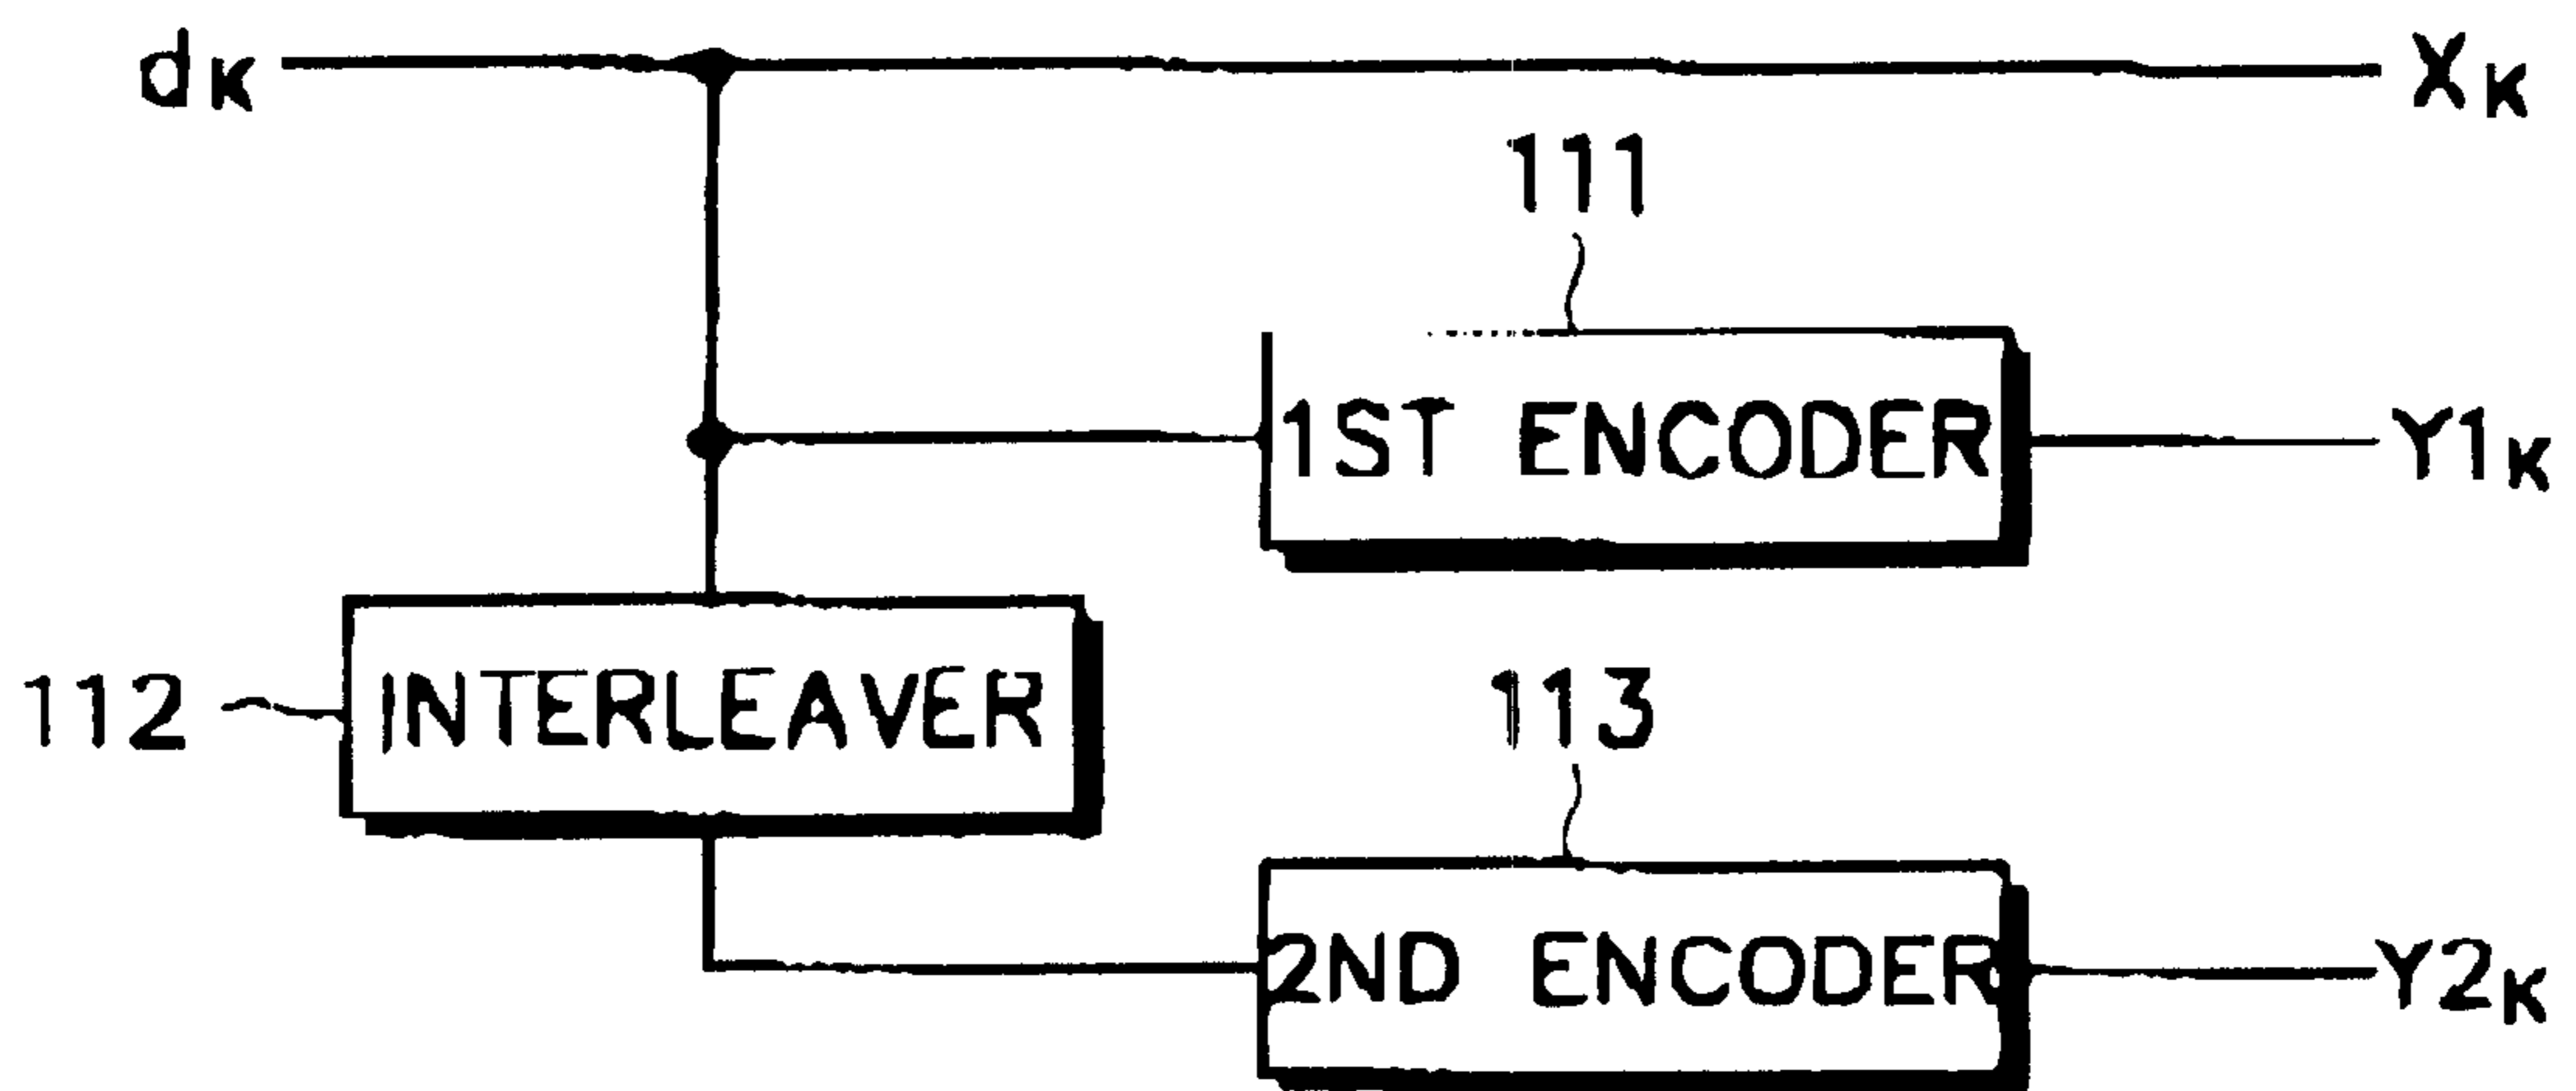 dK XK
111
1ST ENCODER Y1K
112 INTERLEAVER
113
2ND ENCODER Y2K